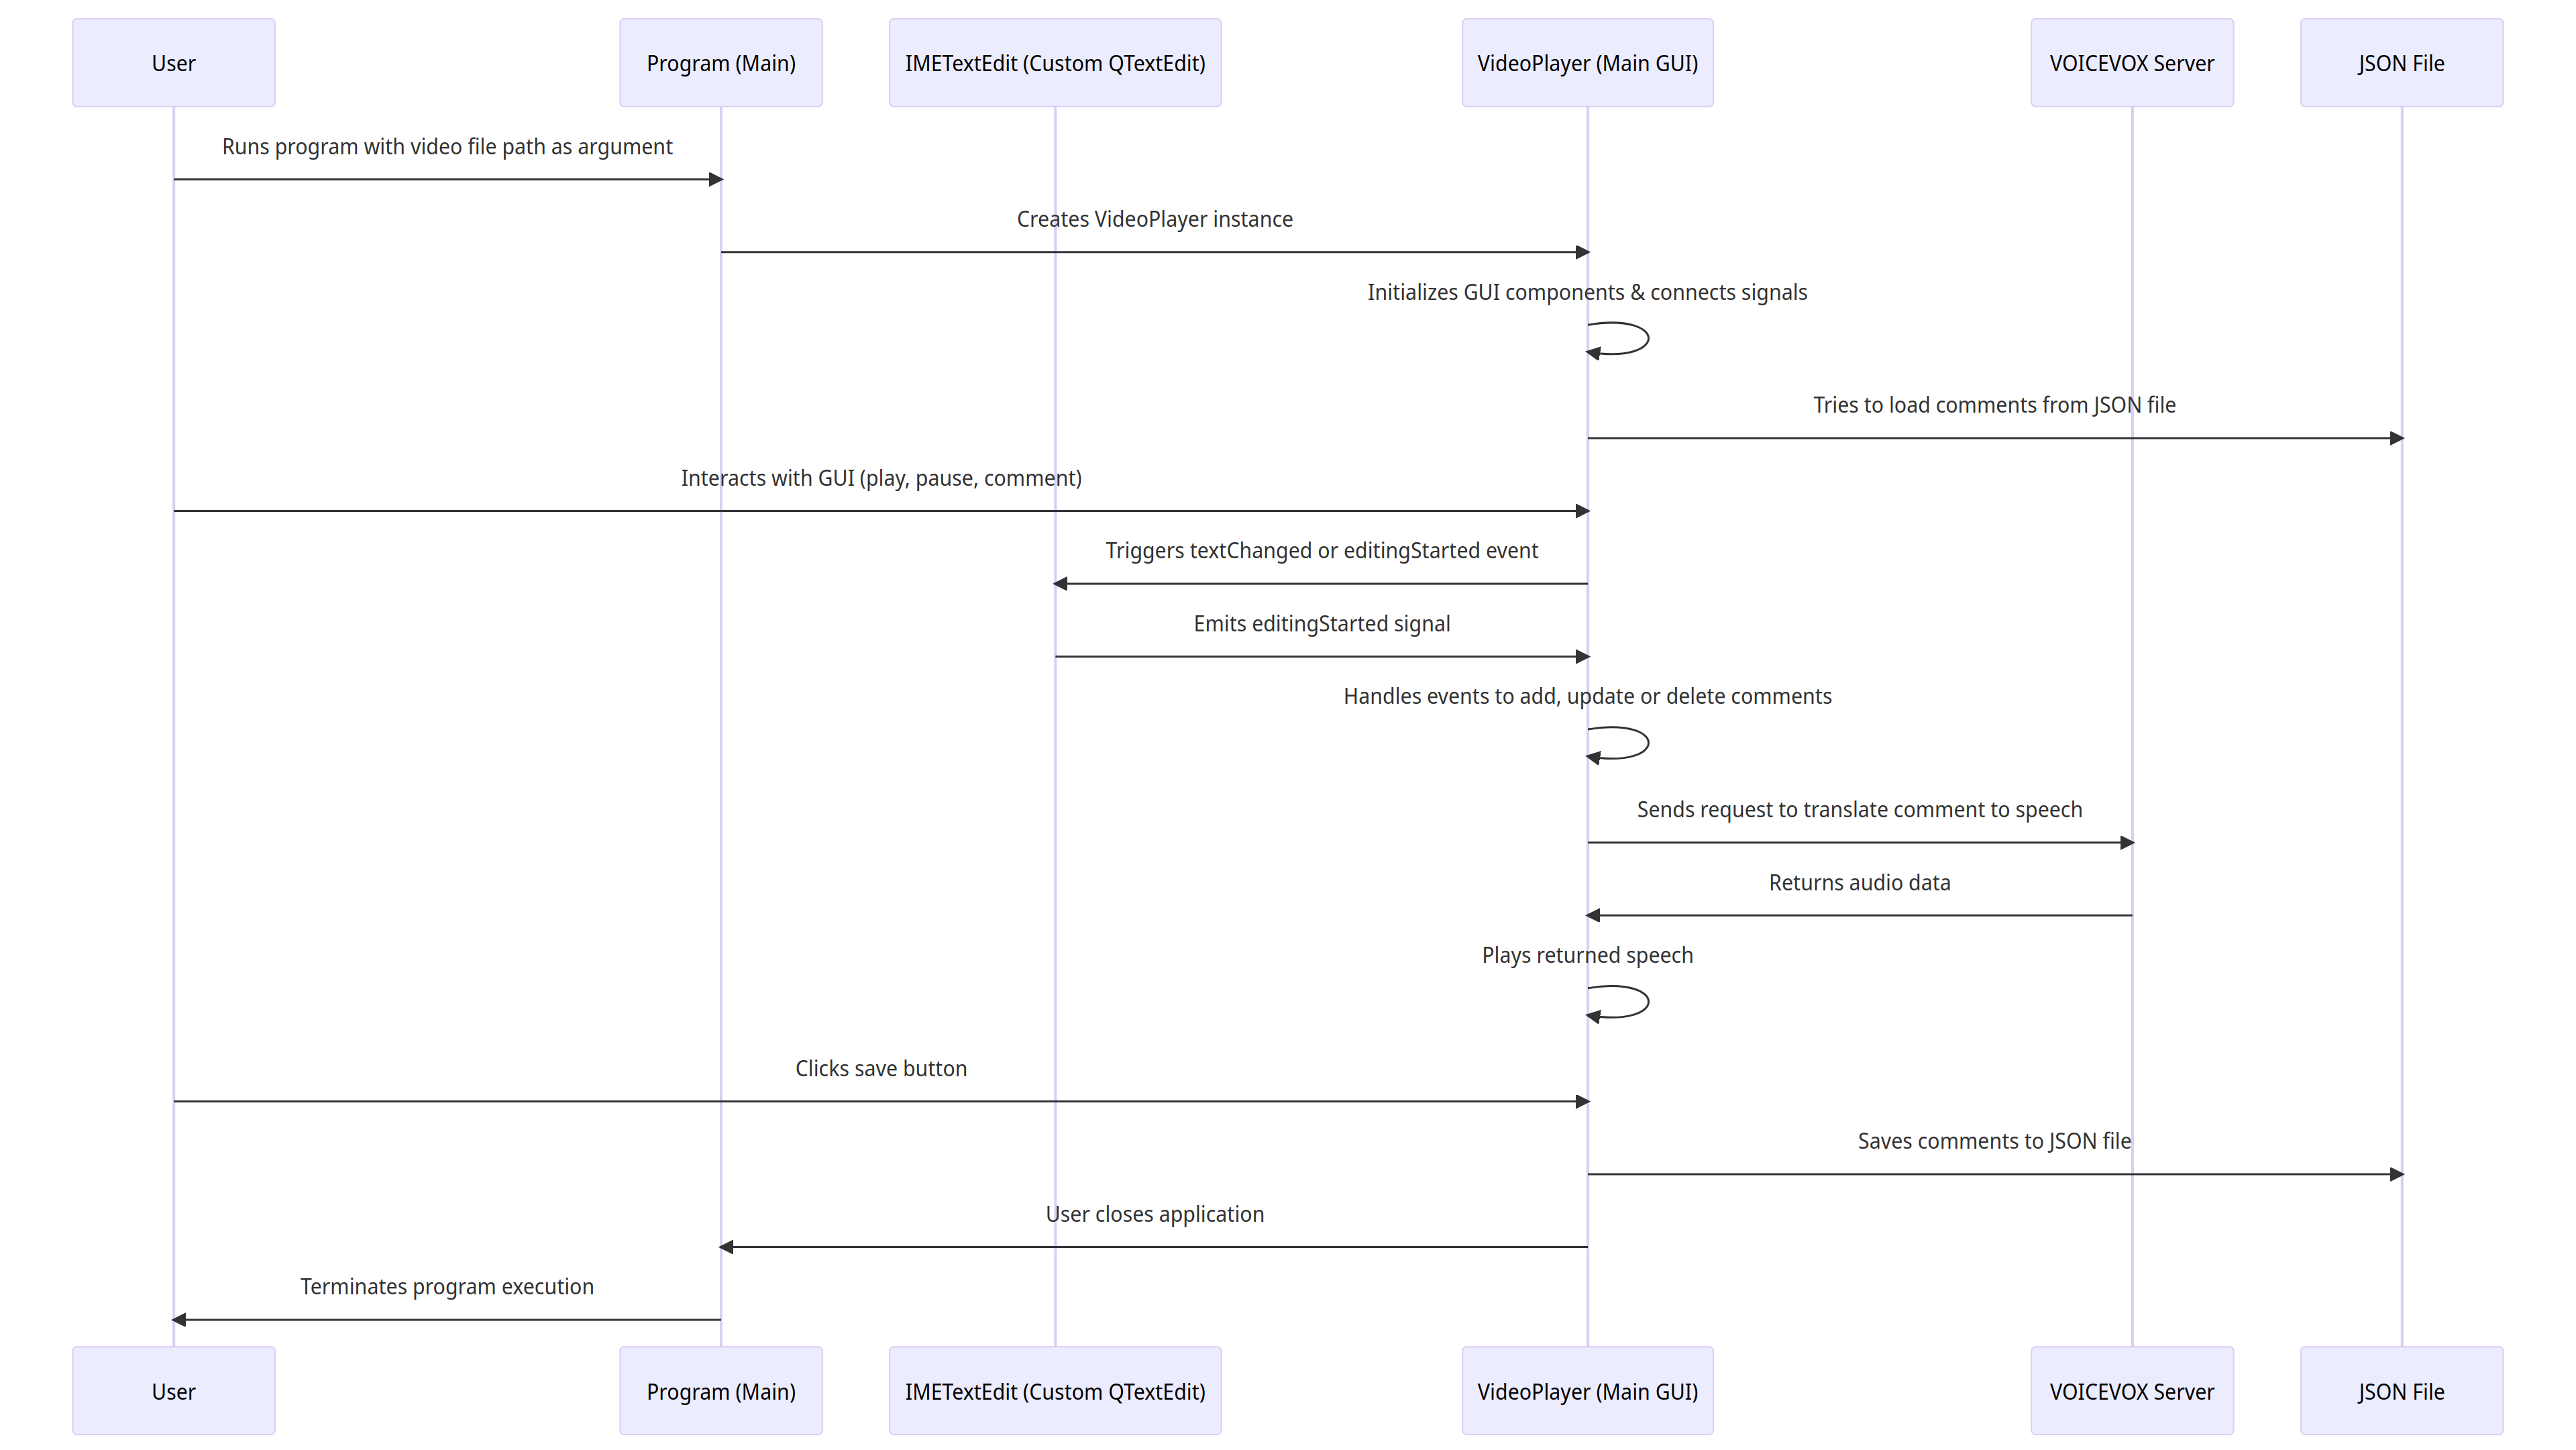 User
Program (Main)
IMETextEdit (Custom QTextEdit)
VideoPlayer (Main GUI)
VOICEVOX Server
JSON File
Runs program with video file path as argument
Creates VideoPlayer instance
Initializes GUI components & connects signals
Tries to load comments from JSON file
Interacts with GUI (play, pause, comment)
Triggers textChanged or editingStarted event
Emits editingStarted signal
Handles events to add, update or delete comments
Sends request to translate comment to speech
Returns audio data
Plays returned speech
Clicks save button
Saves comments to JSON file
User closes application
Terminates program execution
User
Program (Main)
IMETextEdit (Custom QTextEdit)
VideoPlayer (Main GUI)
VOICEVOX Server
JSON File